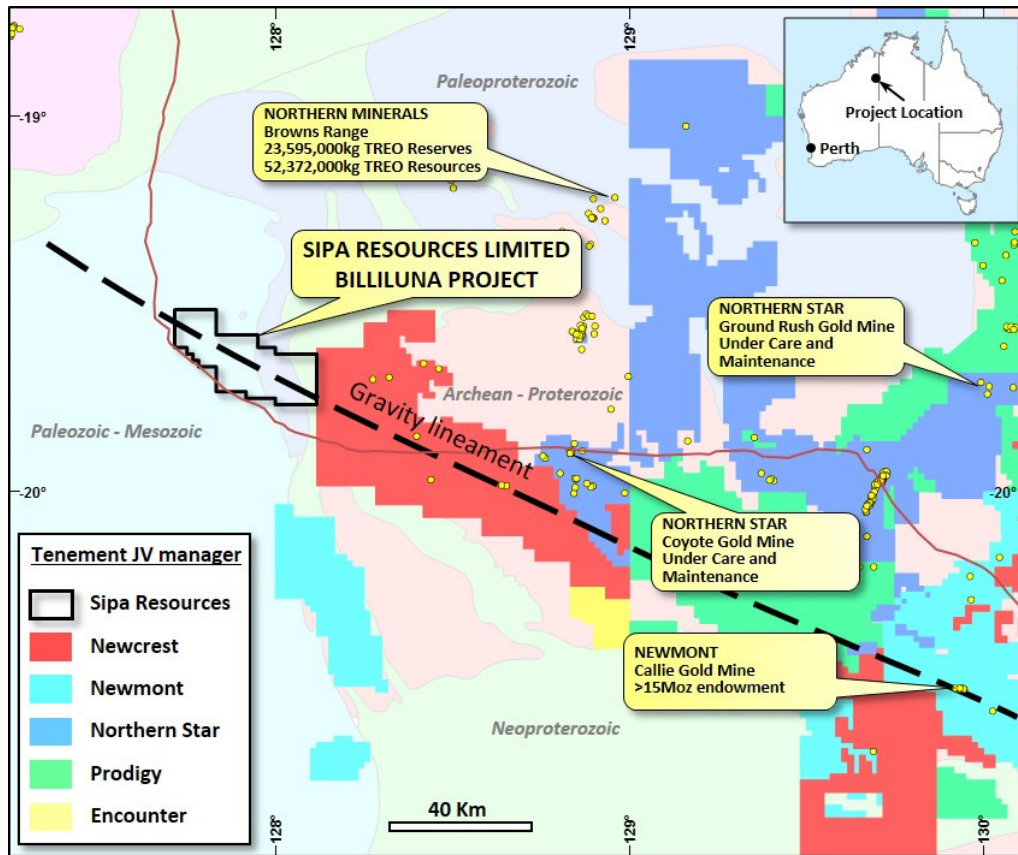 128°
129°
-19°
Paleoproterozoic
NORTHERN MINERALS
Browns Range
23,595,000kg TREO Reserves
52,372,000kg TREO Resources
Project Location
Perth
SIPA RESOURCES LIMITED
BILLILUNA PROJECT
NORTHERN STAR
Ground Rush Gold Mine
Under Care and
Maintenance
Archean - Proterozoic
Gravity lineament
Paleozoic - Mesozoic
-20°
-20°
NORTHERN STAR
Coyote Gold Mine
Under Care and
Maintenance
Tenement JV manager
Sipa Resources
Newcrest
Newmont
Northern Star
Prodigy
Encounter
NEWMONT
Callie Gold Mine
>15Moz endowment
Neoproterozoic
40 Km
128°
129°
130°